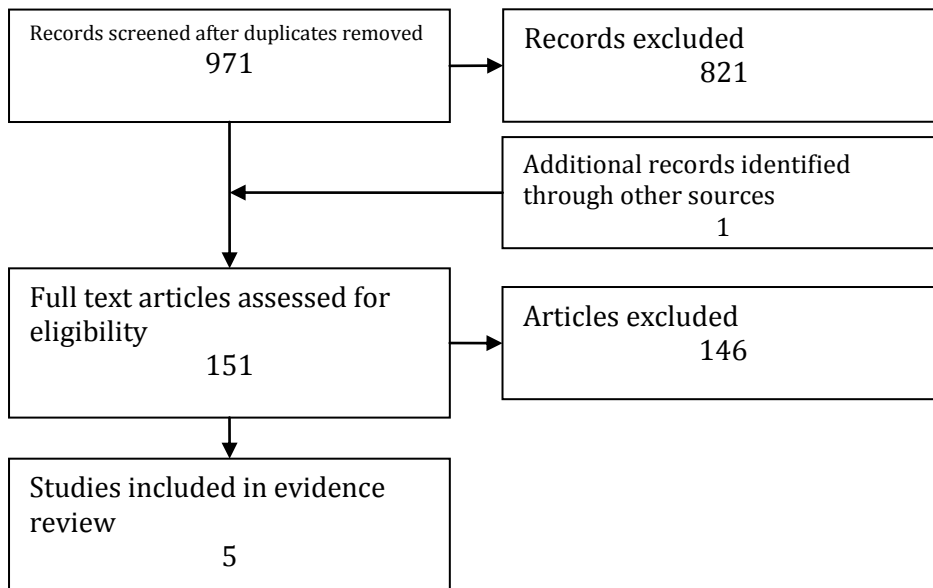 Records screened after duplicates removed
971
Records excluded
821
Additional records identified
through other sources
1
Full text articles assessed for
eligibility
151
Articles excluded
146
Studies included in evidence
review
5